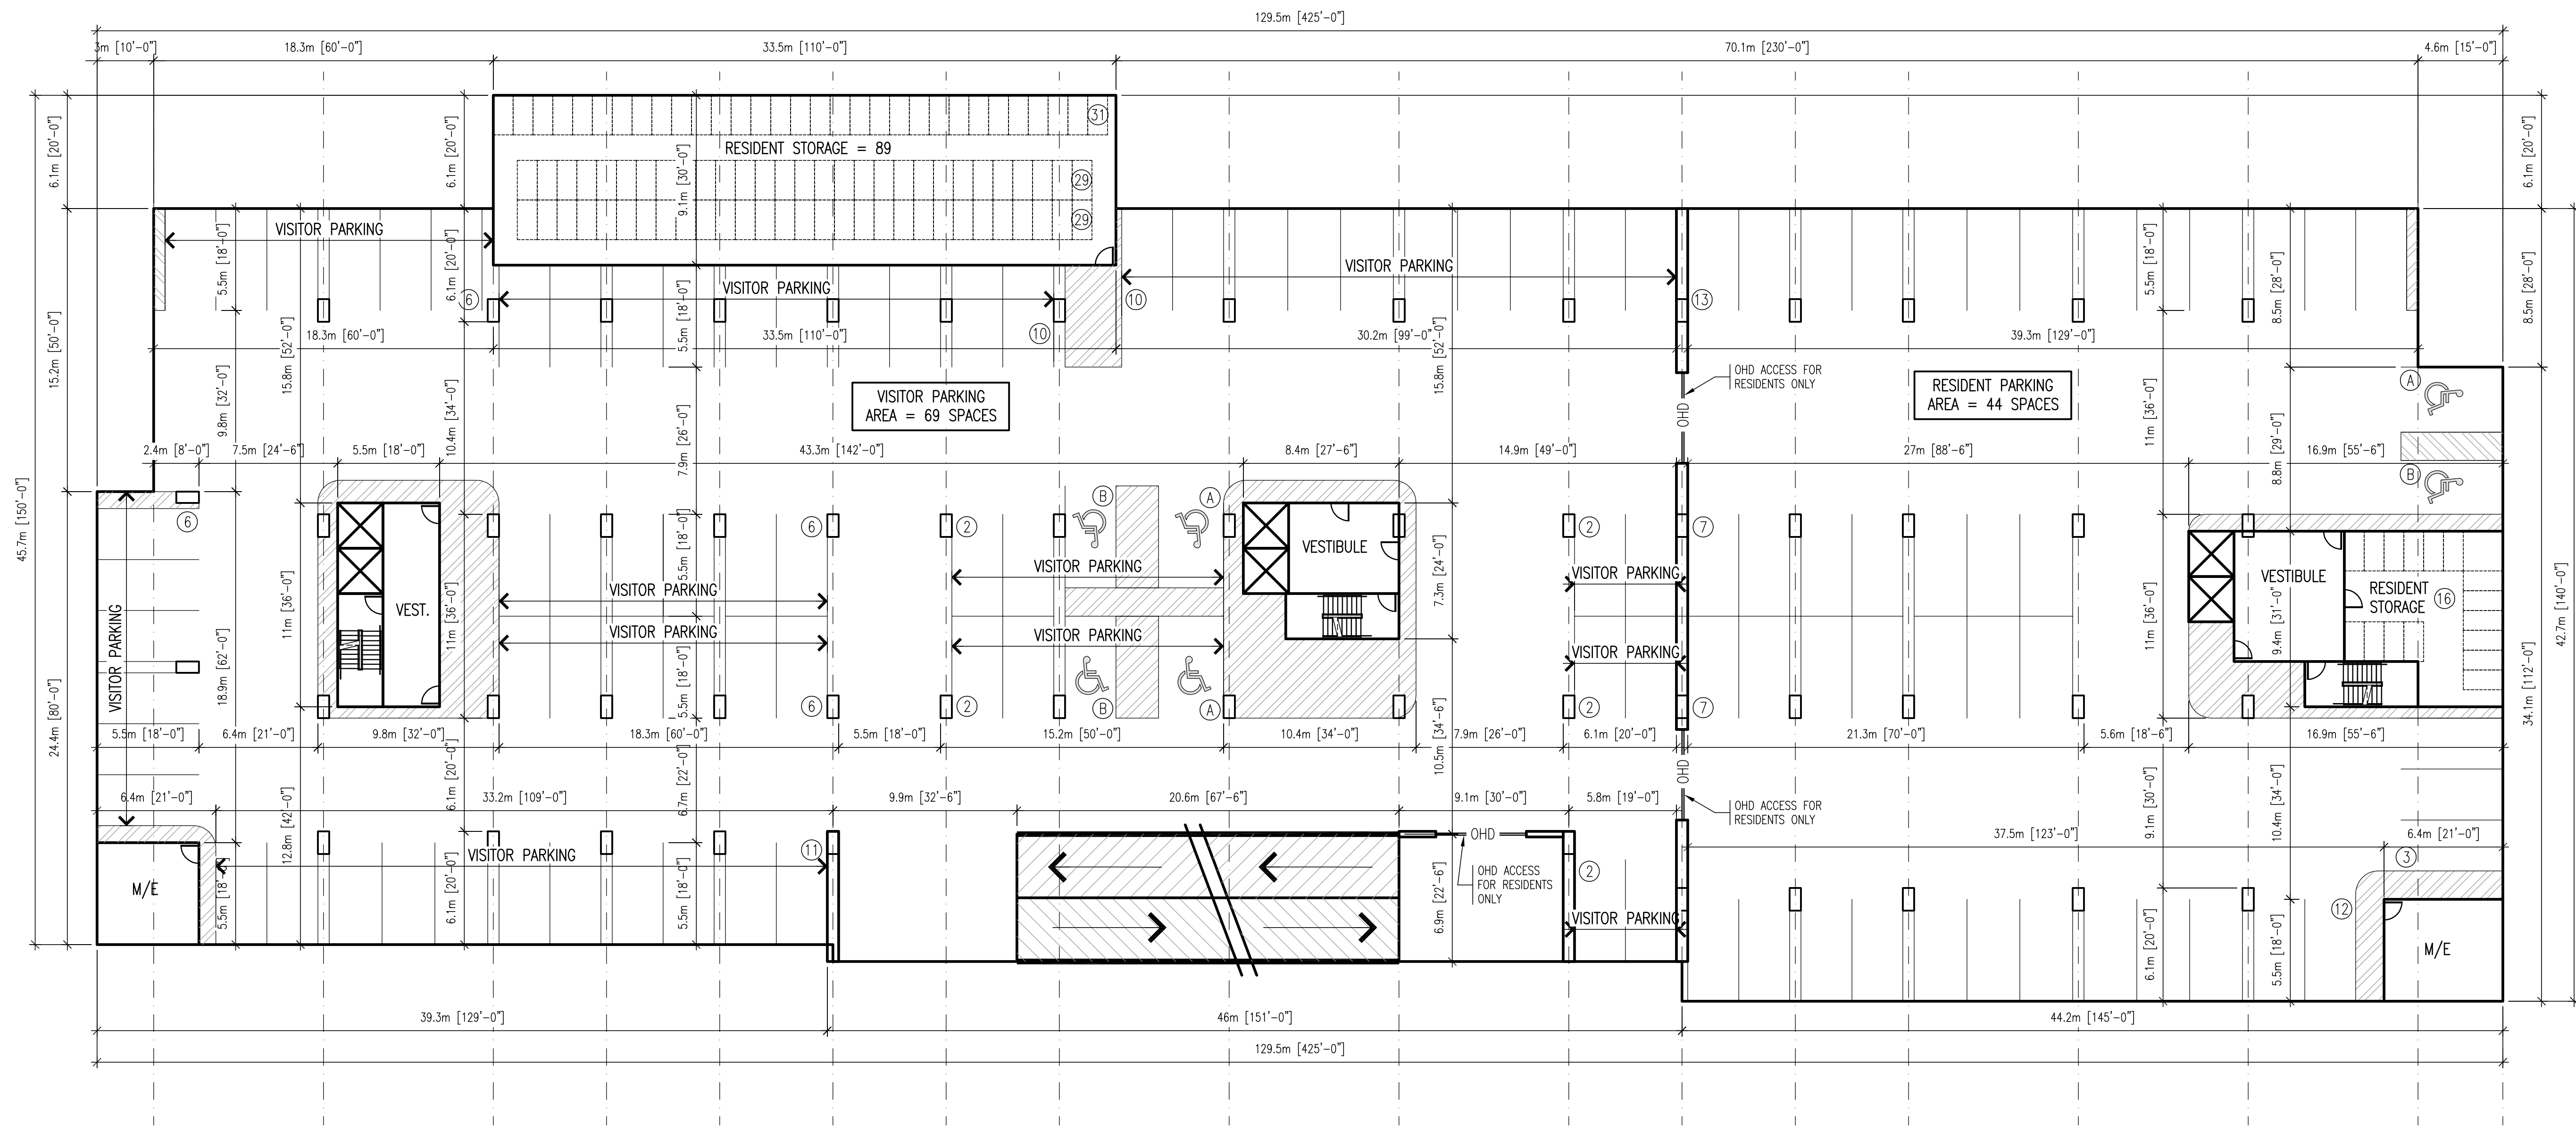 129.5m [425'-0"]
3m [10'-0"]
18.3m [60'-0"]
33.5m [110'-0"]
70.1m [230'-0"]
4.6m [15'-0"]
6.1m [20'-0"]
6.1m [20'-0"]
31
RESIDENT STORAGE = 89
9.1m [30'-0"]
29
29
6.1m [20'-0"]
VISITOR PARKING
5.5m [18'-0"]
6.1m [20'-0"]
6
VISITOR PARKING
5.5m [18'-0"]
10
10
VISITOR PARKING
13
5.5m [18'-0"]
8.5m [28'-0"]
8.5m [28'-0"]
15.2m [50'-0"]
15.8m [52'-0"]
18.3m [60'-0"]
33.5m [110'-0"]
30.2m [99'-0"]
15.8m [52'-0"]
39.3m [129'-0"]
9.8m [32'-0"]
10.4m [34'-0"]
7.9m [26'-0"]
VISITOR PARKING
AREA = 69 SPACES
OHD ACCESS FOR
RESIDENTS ONLY
OHD
RESIDENT PARKING
AREA = 44 SPACES
11m [36'-0"]
8.8m [29'-0"]
A
B
2.4m [8'-0"]
7.5m [24'-6"]
5.5m [18'-0"]
43.3m [142'-0"]
8.4m [27'-6"]
14.9m [49'-0"]
27m [88'-6"]
16.9m [55'-6"]
45.7m [150'-0"]
6
6
2
B
A
2
7
5.5m [18'-0"]
VESTIBULE
VISITOR PARKING
VISITOR PARKING
VISITOR PARKING
VISITOR PARKING
VISITOR PARKING
VISITOR PARKING
VISITOR PARKING
VEST.
11m [36'-0"]
11m [36'-0"]
7.3m [24'-0"]
11m [36'-0"]
VESTIBULE
9.4m [31'-0"]
RESIDENT
STORAGE
16
42.7m [140'-0"]
34.1m [112'-0"]
18.9m [62'-0"]
24.4m [80'-0"]
5.5m [18'-0"]
6
2
B
A
2
7
10.5m [34'-6"]
5.5m [18'-0"]
6.4m [21'-0"]
9.8m [32'-0"]
18.3m [60'-0"]
5.5m [18'-0"]
15.2m [50'-0"]
10.4m [34'-0"]
7.9m [26'-0"]
6.1m [20'-0"]
21.3m [70'-0"]
5.6m [18'-6"]
16.9m [55'-6"]
6.1m [20'-0"]
6.7m [22'-0"]
OHD
OHD ACCESS FOR
RESIDENTS ONLY
9.1m [30'-0"]
10.4m [34'-0"]
6.4m [21'-0"]
33.2m [109'-0"]
9.9m [32'-6"]
20.6m [67'-6"]
9.1m [30'-0"]
5.8m [19'-0"]
37.5m [123'-0"]
6.4m [21'-0"]
12.8m [42'-0"]
OHD
3
M/E
5.5m [18'-0"]
VISITOR PARKING
6.1m [20'-0"]
5.5m [18'-0"]
11
6.9m [22'-6"]
OHD ACCESS
FOR RESIDENTS
ONLY
2
VISITOR PARKING
6.1m [20'-0"]
5.5m [18'-0"]
12
M/E
39.3m [129'-0"]
46m [151'-0"]
44.2m [145'-0"]
129.5m [425'-0"]